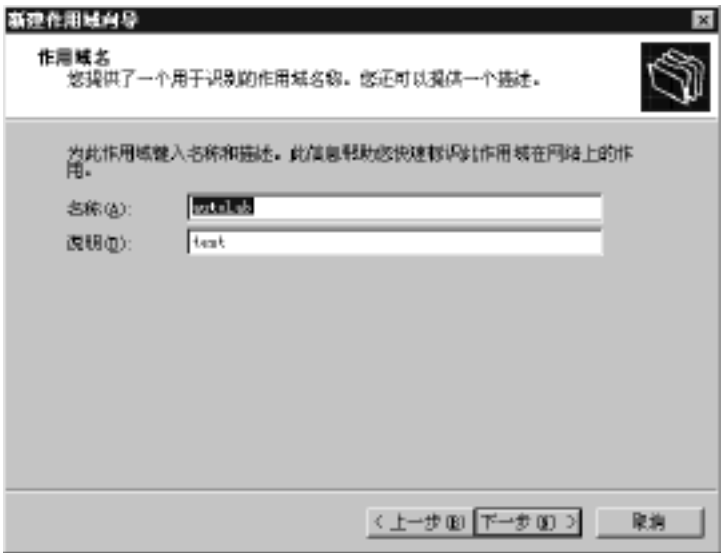 新建作用域向导
作用域名
您提供了一个用于识别的作用域名称。您还可以提供一个描述。
为此作用域键入名称和描述。此信息帮助您快速标识此作用域在网络上的作
用。
名称(A):
说明(D): test
< 上一步(B) 下一步(N) > 取消